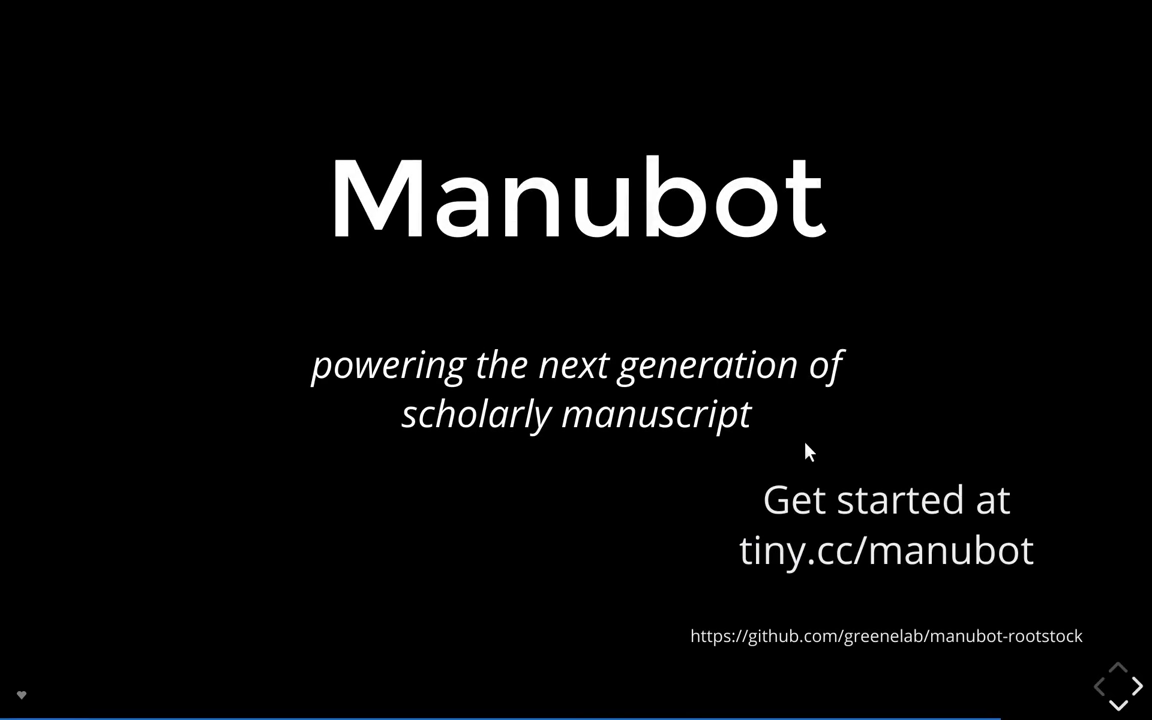 Manubot
powering the next generation of
scholarly manuscript
Get started at
tiny.cc/manubot
https://github.com/greenelab/manubot-rootstock